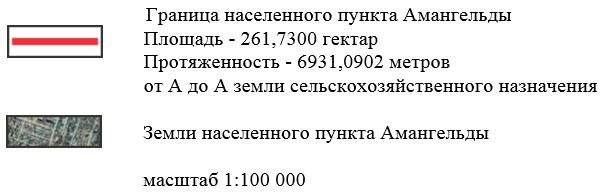 Граница населенного пункта Амангельды
Площадь - 261,7300 гектар
Протяженность - 6931,0902 метров
от А до А земли сельскохозяйственного назначения
Земли населенного пункта Амангельды
масштаб 1:100 000